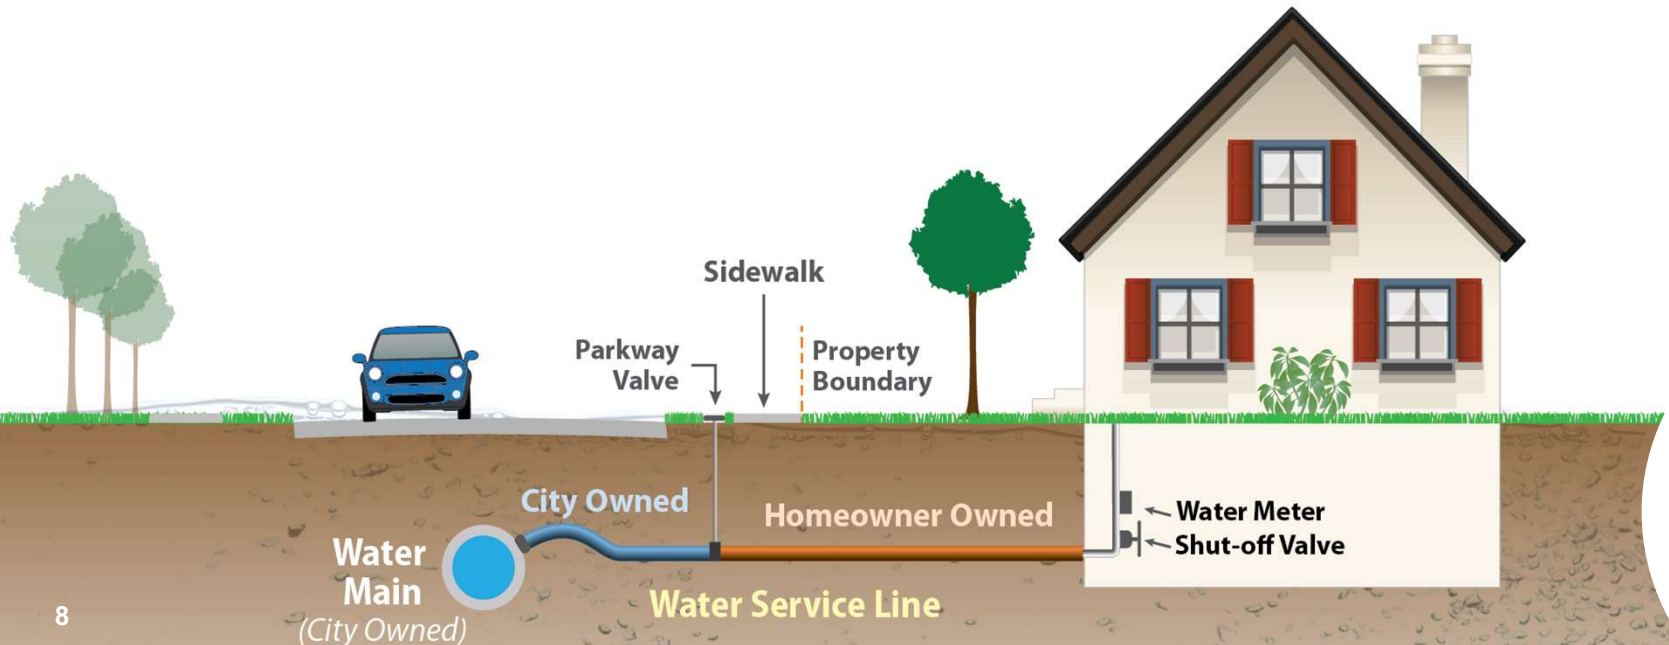 Sidewalk
Parkway
Valve
Property
Boundary
City Owned
Homeowner Owned
Water Meter
Shut-off Valve
Water
Main
(City Owned)
Water Service Line
8